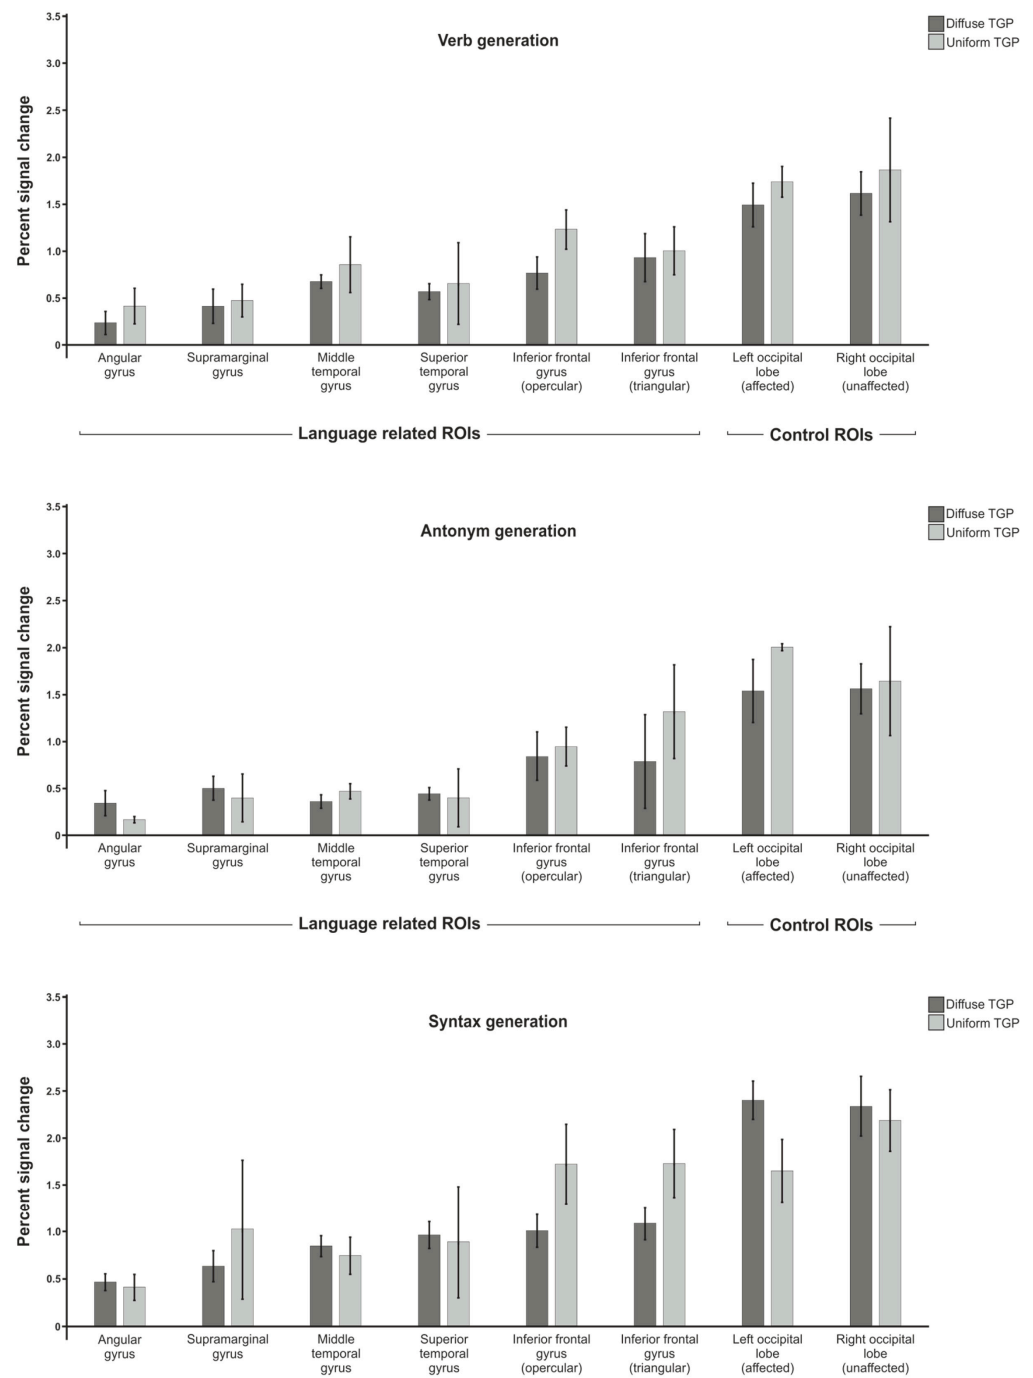 Verb generation
Diffuse TGP
Uniform TGP
Percent signal change
3.5
3.0
2.5
2.0
1.5
1.0
0.5
0
Angular
gyrus
Supramarginal
gyrus
Middle
temporal
gyrus
Superior
temporal
gyrus
Inferior frontal
gyrus
(opercular)
Inferior frontal
gyrus
(triangular)
Left occipital
lobe
(affected)
Right occipital
lobe
(unaffected)
Language related ROIs
Control ROIs
Antonym generation
Diffuse TGP
Uniform TGP
Percent signal change
3.5
3.0
2.5
2.0
1.5
1.0
0.5
0
Angular
gyrus
Supramarginal
gyrus
Middle
temporal
gyrus
Superior
temporal
gyrus
Inferior frontal
gyrus
(opercular)
Inferior frontal
gyrus
(triangular)
Left occipital
lobe
(affected)
Right occipital
lobe
(unaffected)
Language related ROIs
Control ROIs
Syntax generation
Diffuse TGP
Uniform TGP
Percent signal change
3.5
3.0
2.5
2.0
1.5
1.0
0.5
0
Angular
gyrus
Supramarginal
gyrus
Middle
temporal
gyrus
Superior
temporal
gyrus
Inferior frontal
gyrus
(opercular)
Inferior frontal
gyrus
(triangular)
Left occipital
lobe
(affected)
Right occipital
lobe
(unaffected)